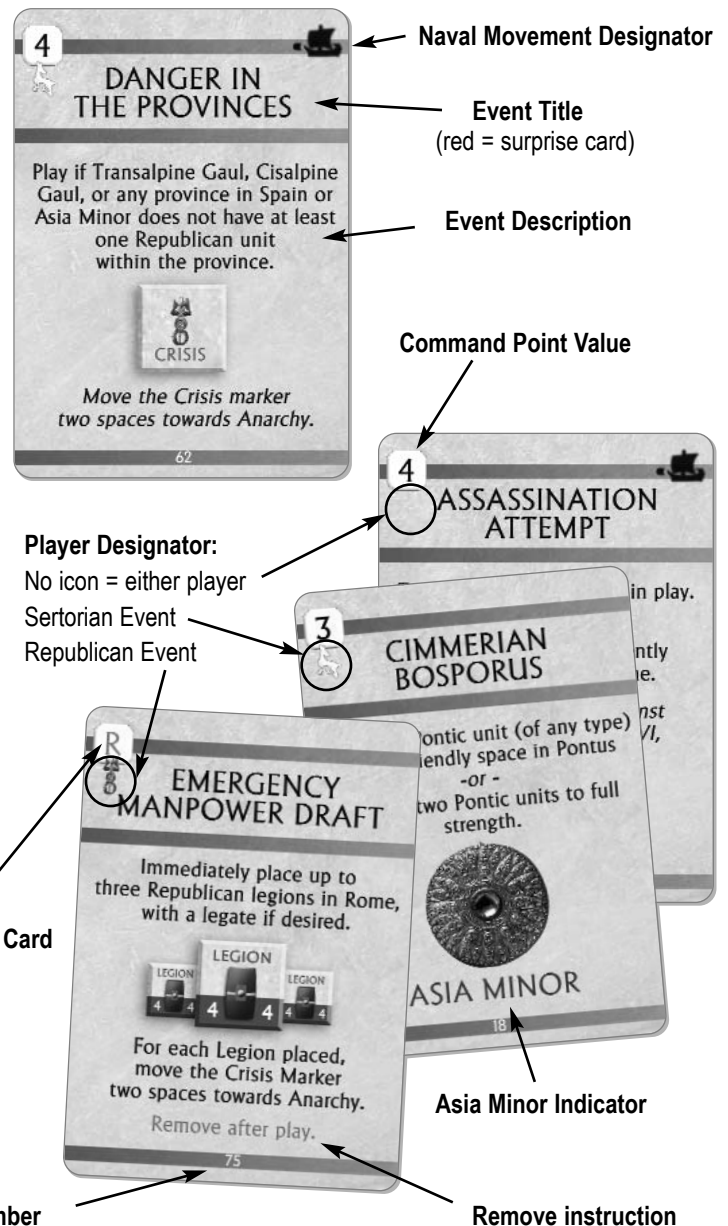 4
Naval Movement Designator
DANGER IN
THE PROVINCES
Event Title
(red = surprise card)
Play if Transalpine Gaul, Cisalpine
Gaul, or any province in Spain or
Asia Minor does not have at least
one Republican unit
within the province.
Event Description
CRISIS
Move the Crisis marker
two spaces towards Anarchy.
62
Command Point Value
4
ASSASSINATION
ATTEMPT
in play.
Player Designator:
No icon = either player
Sertorian Event
Republican Event
3
CIMMERIAN
BOSPORUS
ontic unit (of any type)
iendly space in Pontus
-or -
two Pontic units to full
strength.
ASIA MINOR
18
R
EMERGENCY
MANPOWER DRAFT
Immediately place up to
three Republican legions in Rome,
with a legate if desired.
LEGION
4 4
LEGION
4 4
LEGION
4 4
For each Legion placed,
move the Crisis Marker
two spaces towards Anarchy.
Remove after play.
75
Card
Asia Minor Indicator
mber
Remove instruction